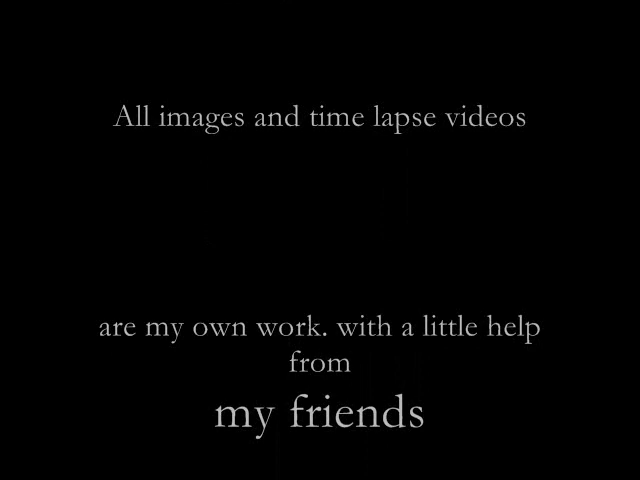 All images and time lapse videos
are my own work. with a little help
from
my friends